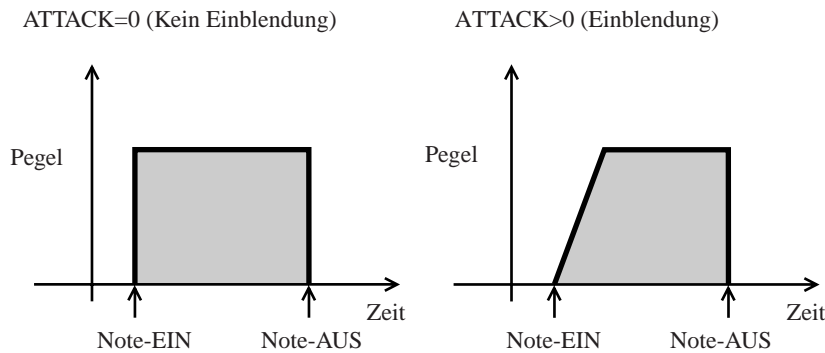 ATTACK=0 (Kein Einblendung)
Pegel
Zeit
Note-EIN
Note-AUS
ATTACK>0 (Einblendung)
Pegel
Zeit
Note-EIN
Note-AUS